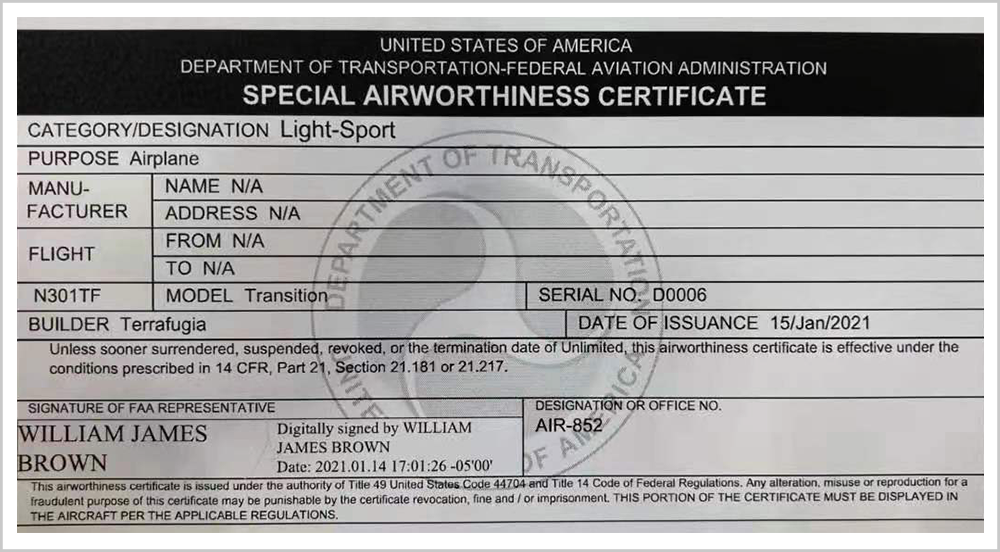 UNITED STATES OF AMERICA
DEPARTMENT OF TRANSPORTATION-FEDERAL AVIATION ADMINISTRATION
SPECIAL AIRWORTHINESS CERTIFICATE
CATEGORY/DESIGNATION Light-Sport
PURPOSE Airplane
MANU-
FACTURER
NAME N/A
ADDRESS N/A
FLIGHT
FROM N/A
TO N/A
N301TF MODEL Transition SERIAL NO. D0006
BUILDER Terrafugia DATE OF ISSUANCE 15/Jan/2021
Unless sooner surrendered, suspended, revoked, or the termination date of Unlimited, this airworthiness certificate is effective under the
conditions prescribed in 14 CFR, Part 21, Section 21.181 or 21.217.
SIGNATURE OF FAA REPRESENTATIVE
WILLIAM JAMES
BROWN
Digitally signed by WILLIAM
JAMES BROWN
Date: 2021.01.14 17:01:26 -05'00'
DESIGNATION OR OFFICE NO.
AIR-852
This airworthiness certificate is issued under the authority of Title 49 United States Code 44704 and Title 14 Code of Federal Regulations. Any alteration, misuse or reproduction for a
fraudulent purpose of this certificate may be punishable by the certificate revocation, fine and / or imprisonment. THIS PORTION OF THE CERTIFICATE MUST BE DISPLAYED IN
THE AIRCRAFT PER THE APPLICABLE REGULATIONS.
DEPARTMENT OF TRANSPORTATION
OF AMERICA